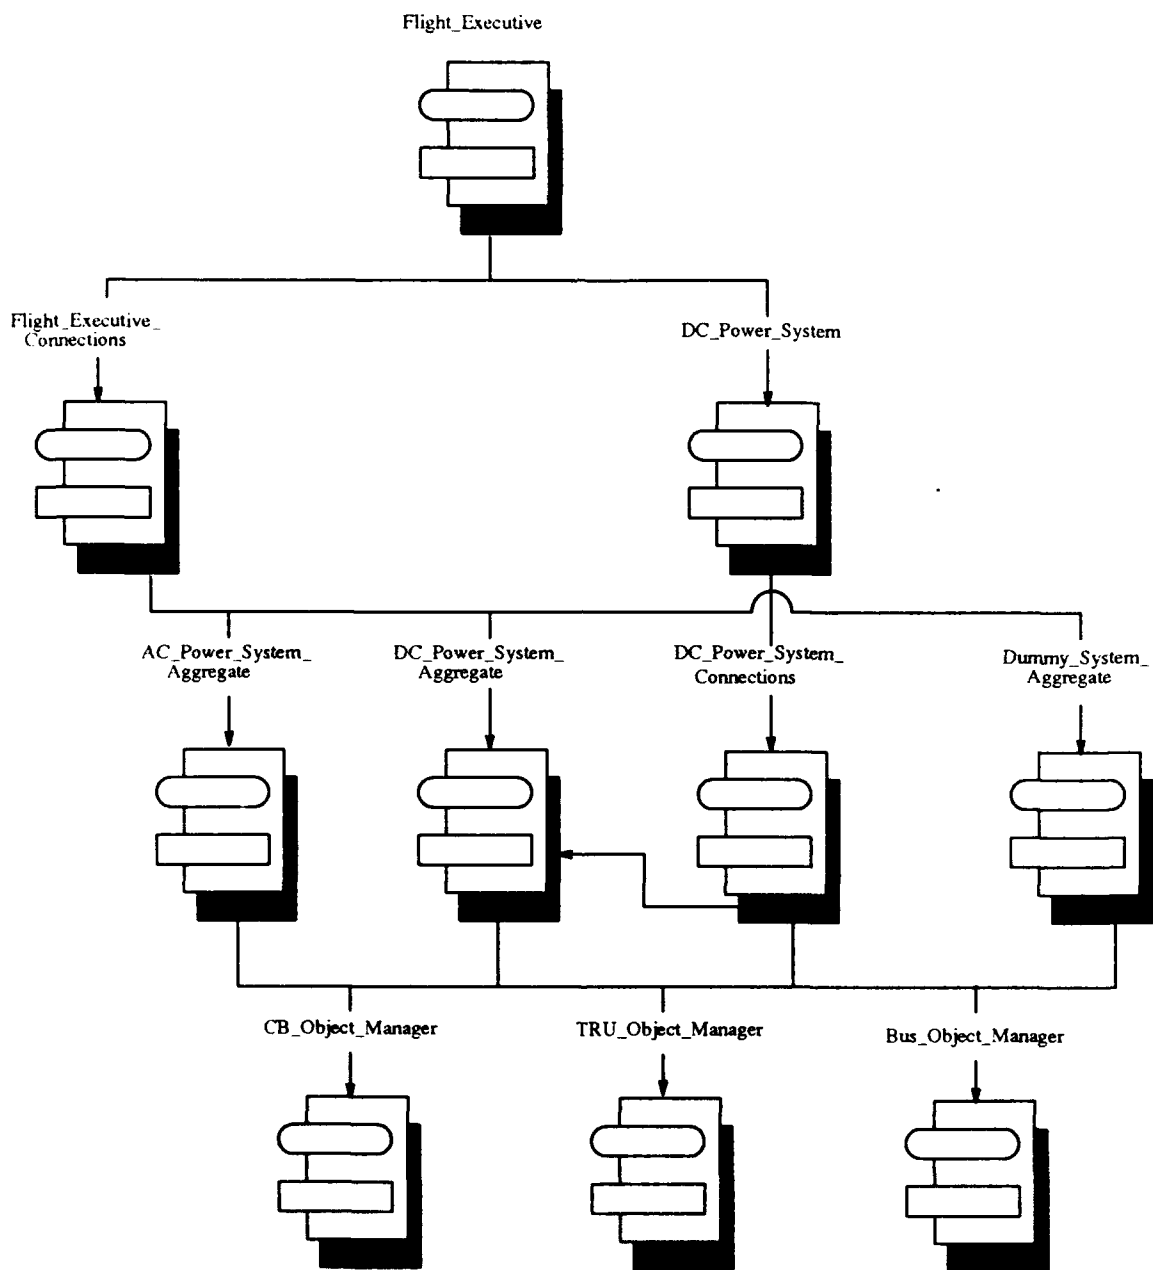 Flight_Executive
Flight_Executive_
Connections
DC_Power_System
AC_Power_System_
Aggregate
DC_Power_System_
Aggregate
DC_Power_System_
Connections
Dummy_System_
Aggregate
CB_Object_Manager
TRU_Object_Manager
Bus_Object_Manager